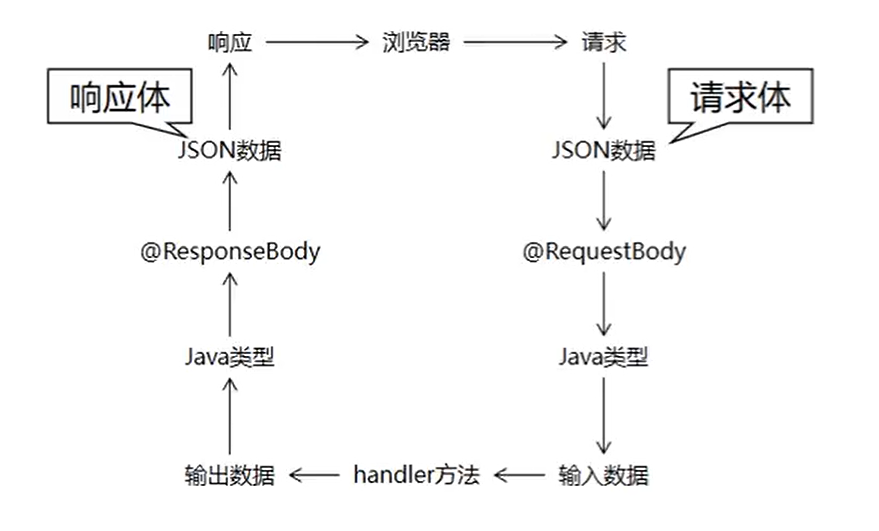 响应
浏览器
请求
响应体
请求体
JSON数据
JSON数据
@ResponseBody
@RequestBody
Java类型
Java类型
输出数据
handler方法
输入数据